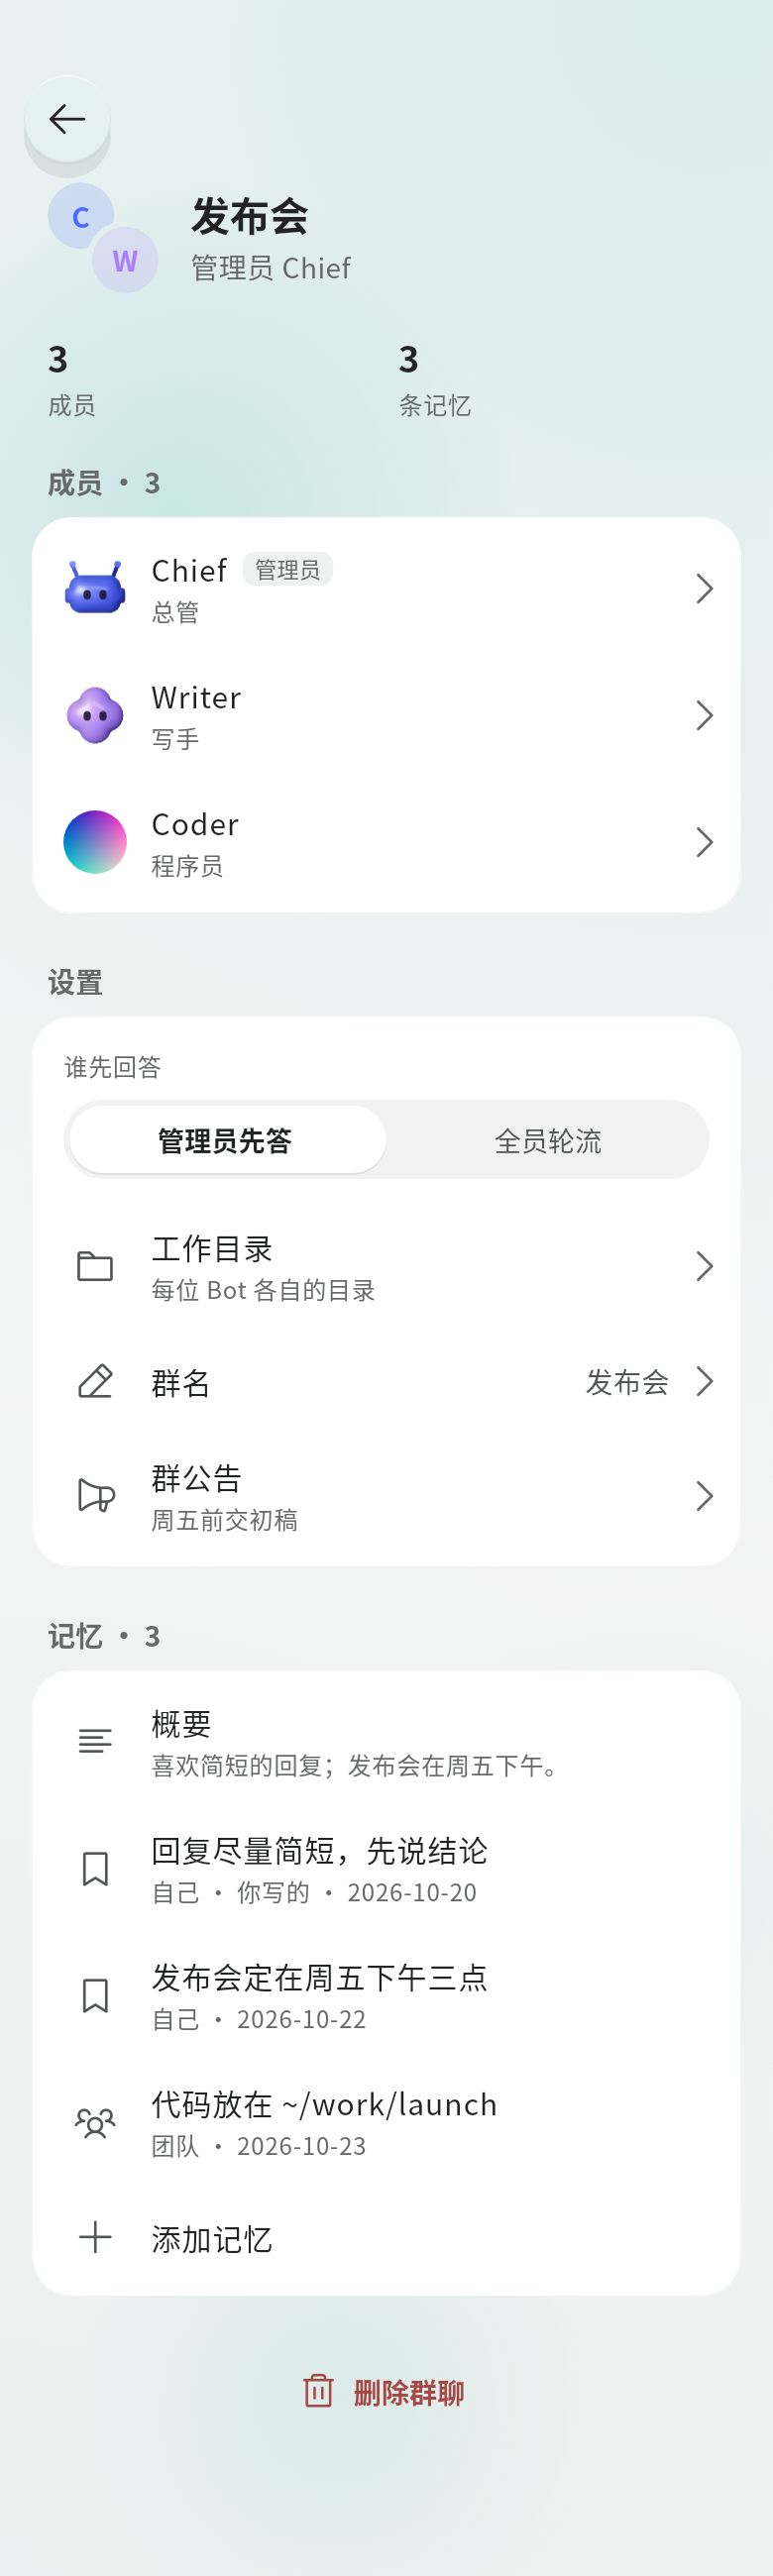 C
W
发布会
管理员 Chief
3
成员
3
条记忆
成员 · 3
Chief 管理员
总管
Writer
写手
Coder
程序员
设置
谁先回答
管理员先答 全员轮流
工作目录
每位 Bot 各自的目录
群名 发布会
群公告
周五前交初稿
记忆 · 3
概要
喜欢简短的回复；发布会在周五下午。
回复尽量简短，先说结论
自己 · 你写的 · 2026-10-20
发布会定在周五下午三点
自己 · 2026-10-22
代码放在 ~/work/launch
团队 · 2026-10-23
添加记忆
删除群聊